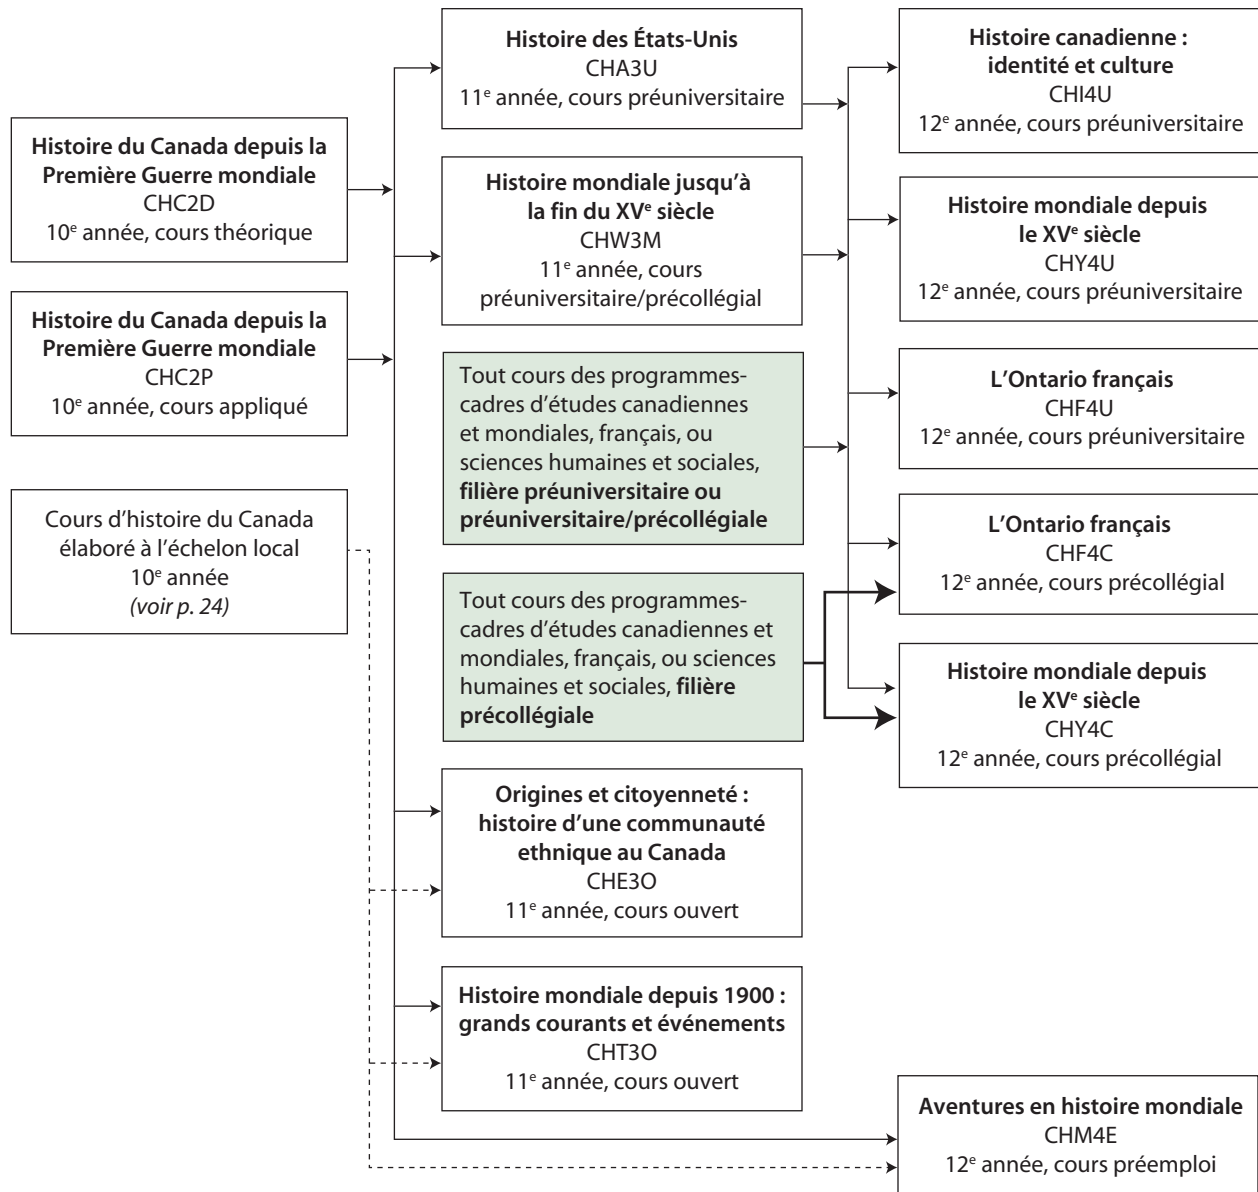 Histoire du Canada depuis la
Première Guerre mondiale
CHC2D
10e année, cours théorique
Histoire du Canada depuis la
Première Guerre mondiale
CHC2P
10e année, cours appliqué
Cours d’histoire du Canada
élaboré à l’échelon local
10e année
(voir p. 24)
Histoire des États-Unis
CHA3U
11e année, cours préuniversitaire
Histoire mondiale jusqu’à
la fin du XVe siècle
CHW3M
11e année, cours
préuniversitaire/précollégial
Tout cours des programmes-
cadres d’études canadiennes
et mondiales, français, ou
sciences humaines et sociales,
filière préuniversitaire ou
préuniversitaire/précollégiale
Tout cours des programmes-
cadres d’études canadiennes et
mondiales, français, ou sciences
humaines et sociales, filière
précollégiale
Origines et citoyenneté :
histoire d’une communauté
ethnique au Canada
CHE3O
11e année, cours ouvert
Histoire mondiale depuis 1900 :
grands courants et événements
CHT3O
11e année, cours ouvert
Histoire canadienne :
identité et culture
CHI4U
12e année, cours préuniversitaire
Histoire mondiale depuis
le XVe siècle
CHY4U
12e année, cours préuniversitaire
L’Ontario français
CHF4U
12e année, cours préuniversitaire
L’Ontario français
CHF4C
12e année, cours précollégial
Histoire mondiale depuis
le XVe siècle
CHY4C
12e année, cours précollégial
Aventures en histoire mondiale
CHM4E
12e année, cours préemploi